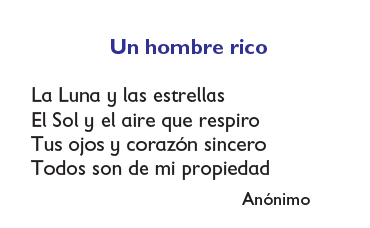 Un hombre rico
La Luna y las estrellas
El Sol y el aire que respiro
Tus ojos y corazón sincero
Todos son de mi propiedad
Anónimo